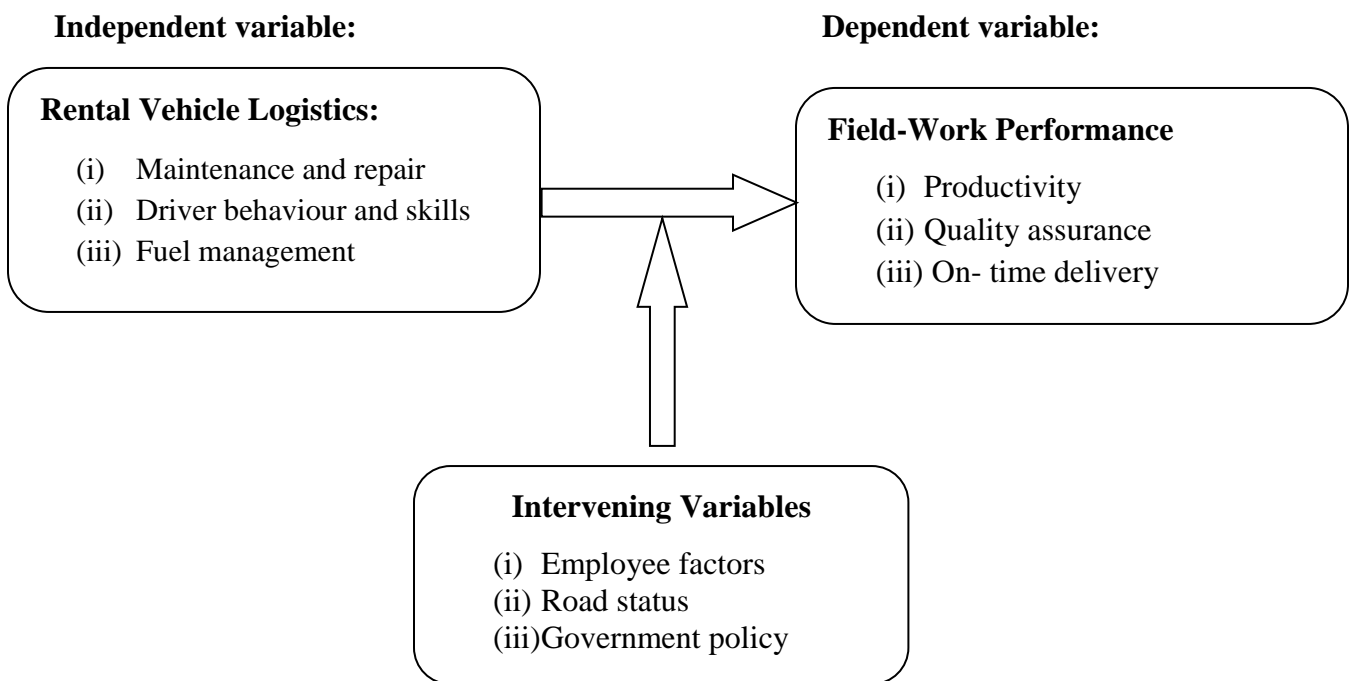 Independent variable:
Dependent variable:
Rental Vehicle Logistics:
(i) Maintenance and repair
(ii) Driver behaviour and skills
(iii) Fuel management
Field-Work Performance
(i) Productivity
(ii) Quality assurance
(iii) On- time delivery
Intervening Variables
(i) Employee factors
(ii) Road status
(iii)Government policy